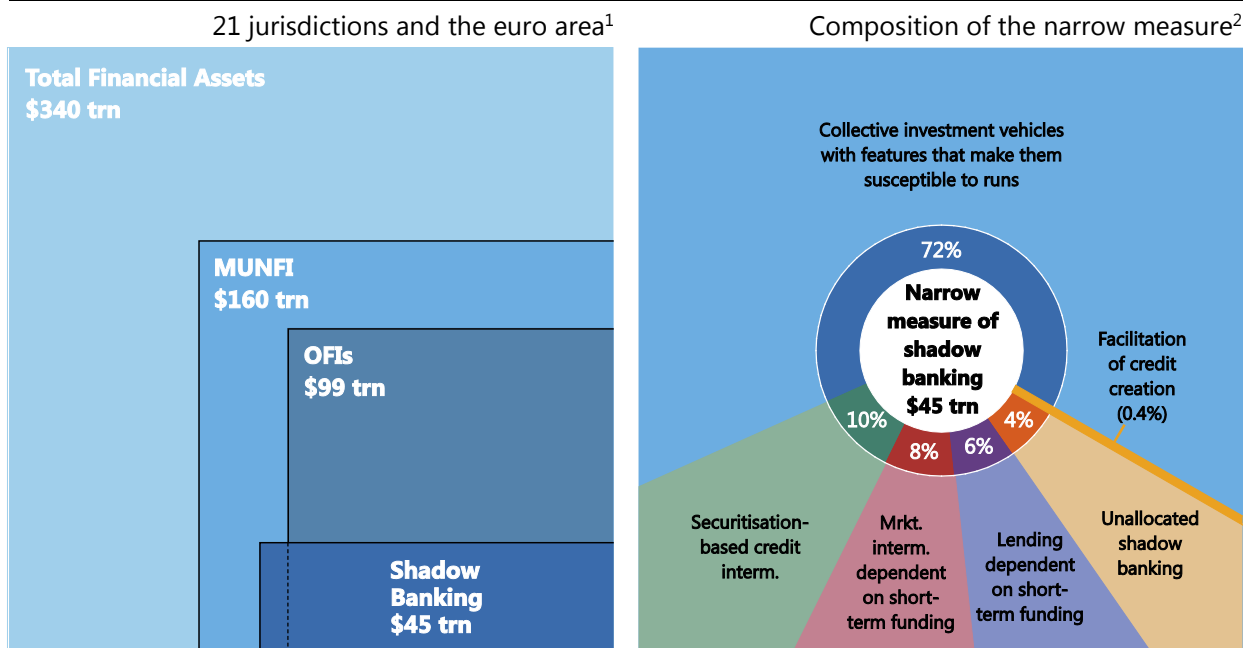 21 jurisdictions and the euro area1
Total Financial Assets
$340 trn
MUNFI
$160 trn
OFIs
$99 trn
Shadow
Banking
$45 trn
Composition of the narrow measure2
Collective investment vehicles
with features that make them
susceptible to runs
72%
Narrow
measure of
shadow
banking
$45 trn
Facilitation
of credit
creation
(0.4%)
10%
8%
6%
4%
Securitisation-
based credit
interm.
Mrkt.
interm.
dependent
on short-
term funding
Lending
dependent
on short-
term funding
Unallocated
shadow
banking